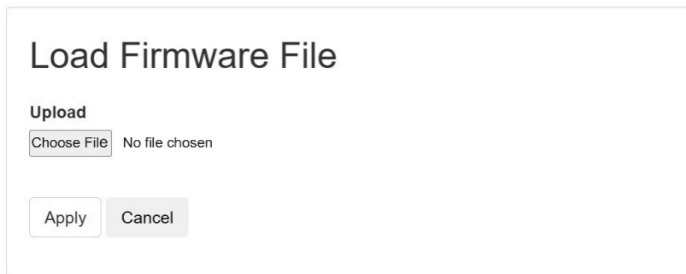 Load Firmware File
Upload
Choose File No file chosen
Apply Cancel